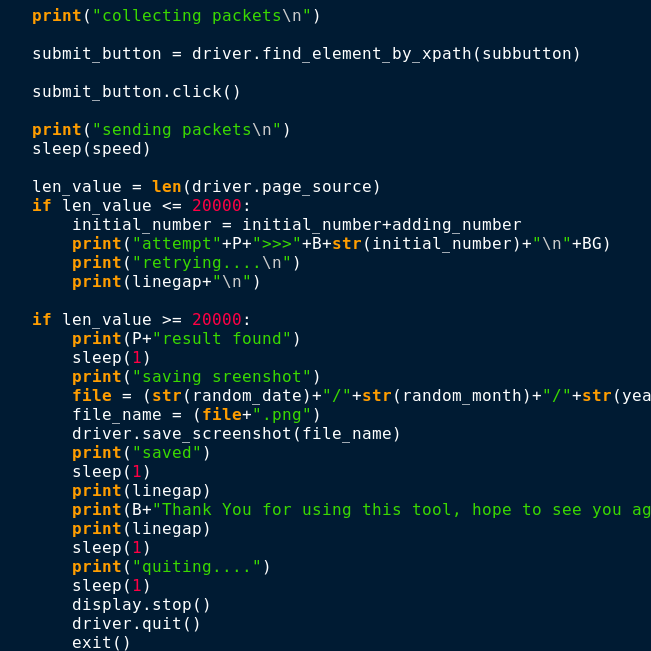 print("collecting packets\n")
submit_button = driver.find_element_by_xpath(subbutton)
submit_button.click()
print("sending packets\n")
sleep(speed)
len_value = len(driver.page_source)
if len_value <= 20000:
initial_number = initial_number+adding_number
print("attempt"+P+">>>"+B+str(initial_number)+"\n"+BG)
print("retrying....\n")
print(linegap+"\n")
if len_value >= 20000:
print(P+"result found")
sleep(1)
print("saving sreenshot")
file = (str(random_date)+"/"+str(random_month)+"/"+str(yea
file_name = (file+".png")
driver.save_screenshot(file_name)
print("saved")
sleep(1)
print(linegap)
print(B+"Thank You for using this tool, hope to see you ag
print(linegap)
sleep(1)
print("quiting....")
sleep(1)
display.stop()
driver.quit()
exit()